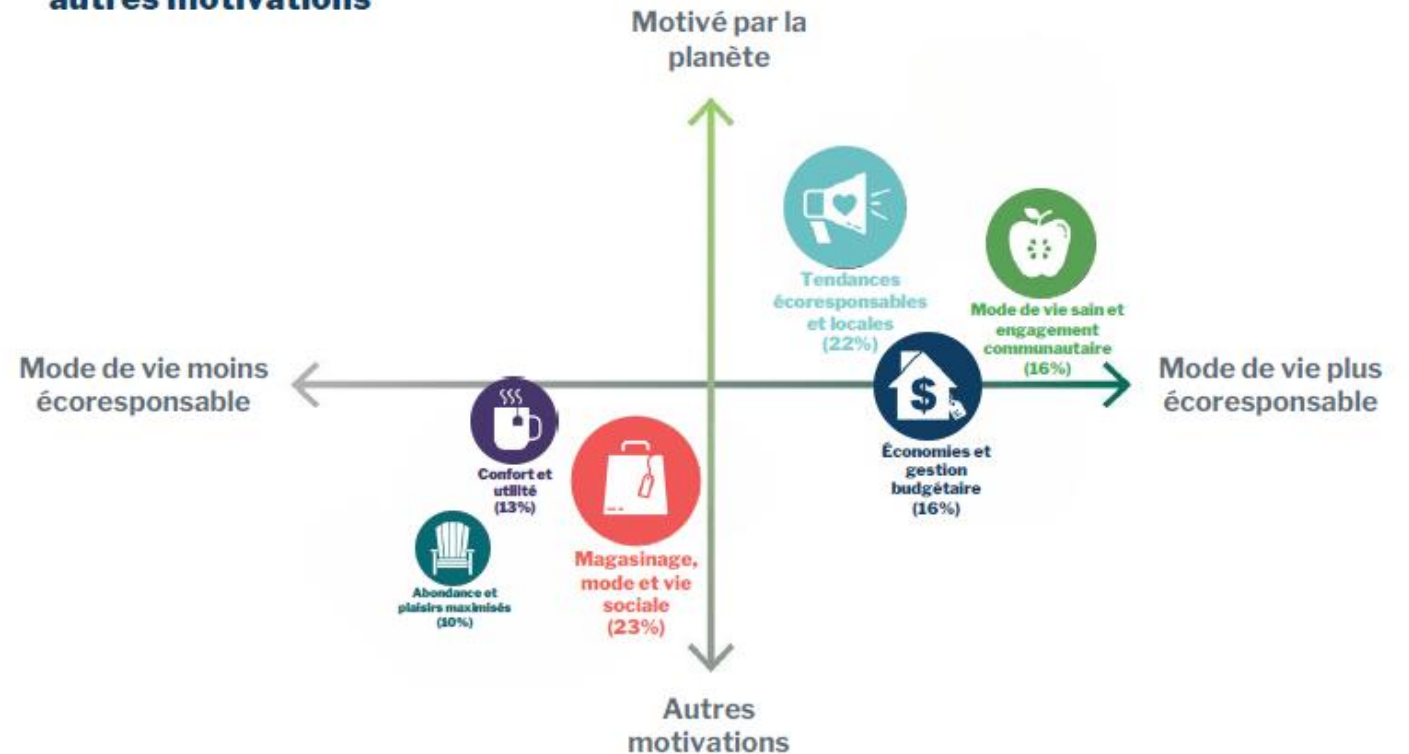 autres motivations
Motivé par la
planète
Tendances
écoresponsables
et locales
(22%)
Mode de vie sain et
engagement
communautaire
(16%)
Mode de vie moins
écoresponsable
Mode de vie plus
écoresponsable
$
Confort et
utilité
(13%)
Économies et
gestion
budgétaire
(16%)
Magasinage,
mode et vie
sociale
(23%)
Abondance et
plaisirs maximisés
(10%)
Autres
motivations